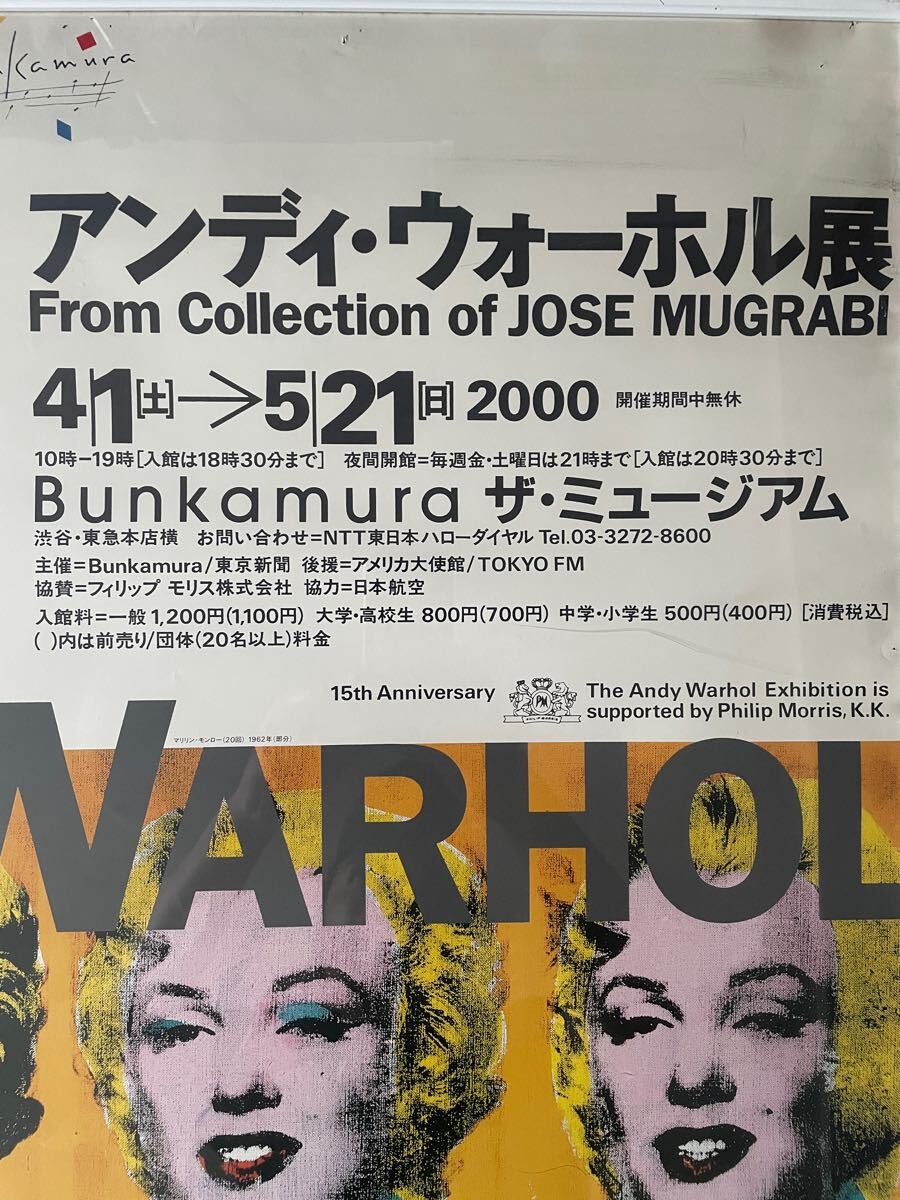 kamura
アンディ・ウォーホル展
From Collection of JOSE MUGRABI
4/1[土]→5/21[日] 2000 開催期間中無休
10時−19時[入館は18時30分まで] 夜間開館=毎週金・土曜日は21時まで[入館は20時30分まで]
Bunkamura ザ・ミュージアム
渋谷・東急本店横 お問い合わせ=NTT東日本ハローダイヤル Tel.03-3272-8600
主催=Bunkamura/東京新聞 後援=アメリカ大使館/TOKYO FM
協賛=フィリップ モリス株式会社 協力=日本航空
入館料=一般 1,200円(1,100円) 大学・高校生 800円(700円) 中学・小学生 500円(400円) [消費税込]
( )内は前売り/団体(20名以上)料金
15th Anniversary PM PHILIP MORRIS The Andy Warhol Exhibition is
supported by Philip Morris, K.K.
マリリン・モンロー(20回) 1962年(部分)
WARHOL